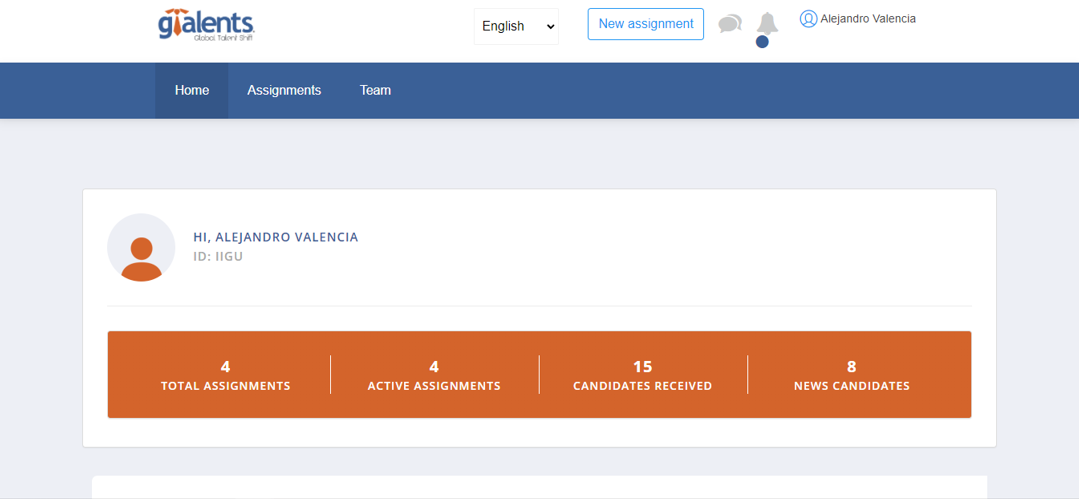 gtalents
Global Talent Shift
English
New assignment
Alejandro Valencia
Home
Assignments
Team
HI, ALEJANDRO VALENCIA
ID: IIGU
4
TOTAL ASSIGNMENTS
4
ACTIVE ASSIGNMENTS
15
CANDIDATES RECEIVED
8
NEWS CANDIDATES